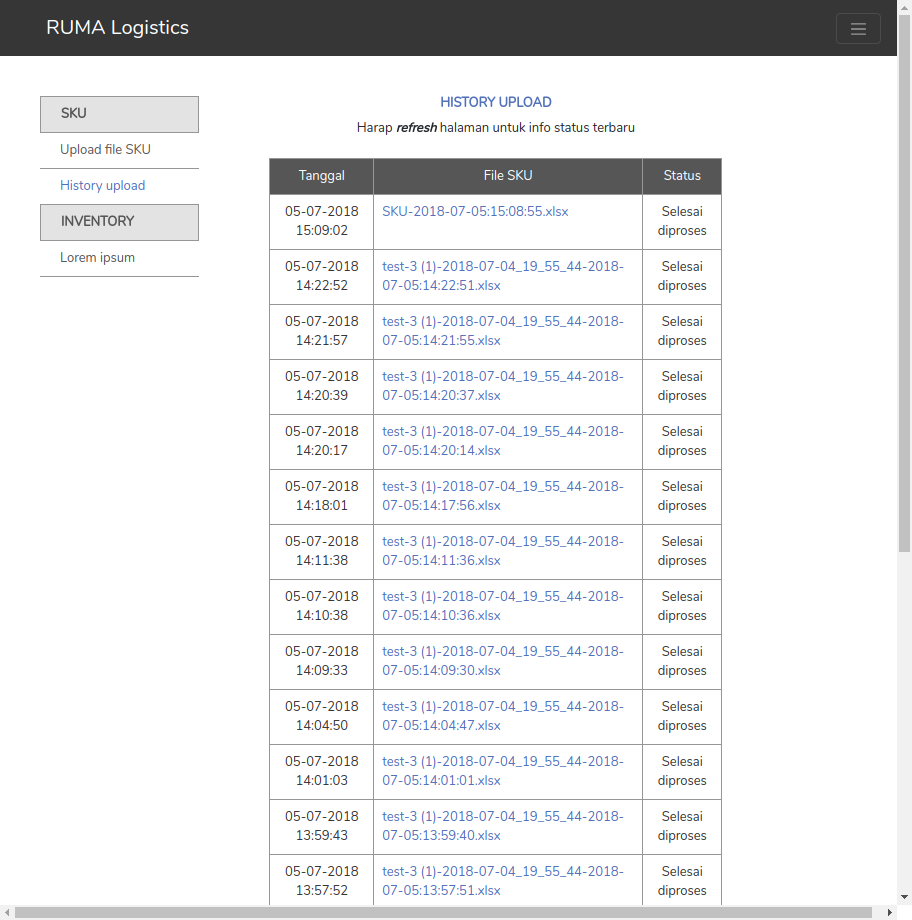 RUMA Logistics
SKU
Upload file SKU
History upload
INVENTORY
Lorem ipsum
HISTORY UPLOAD
Harap refresh halaman untuk info status terbaru
Tanggal File SKU Status
05-07-2018 SKU-2018-07-05:15:08:55.xlsx Selesai
15:09:02 diproses
05-07-2018 test-3 (1)-2018-07-04_19_55_44-2018- Selesai
14:22:52 07-05:14:22:51.xlsx diproses
05-07-2018 test-3 (1)-2018-07-04_19_55_44-2018- Selesai
14:21:57 07-05:14:21:55.xlsx diproses
05-07-2018 test-3 (1)-2018-07-04_19_55_44-2018- Selesai
14:20:39 07-05:14:20:37.xlsx diproses
05-07-2018 test-3 (1)-2018-07-04_19_55_44-2018- Selesai
14:20:17 07-05:14:20:14.xlsx diproses
05-07-2018 test-3 (1)-2018-07-04_19_55_44-2018- Selesai
14:18:01 07-05:14:17:56.xlsx diproses
05-07-2018 test-3 (1)-2018-07-04_19_55_44-2018- Selesai
14:11:38 07-05:14:11:36.xlsx diproses
05-07-2018 test-3 (1)-2018-07-04_19_55_44-2018- Selesai
14:10:38 07-05:14:10:36.xlsx diproses
05-07-2018 test-3 (1)-2018-07-04_19_55_44-2018- Selesai
14:09:33 07-05:14:09:30.xlsx diproses
05-07-2018 test-3 (1)-2018-07-04_19_55_44-2018- Selesai
14:04:50 07-05:14:04:47.xlsx diproses
05-07-2018 test-3 (1)-2018-07-04_19_55_44-2018- Selesai
14:01:03 07-05:14:01:01.xlsx diproses
05-07-2018 test-3 (1)-2018-07-04_19_55_44-2018- Selesai
13:59:43 07-05:13:59:40.xlsx diproses
05-07-2018 test-3 (1)-2018-07-04_19_55_44-2018- Selesai
13:57:52 07-05:13:57:51.xlsx diproses